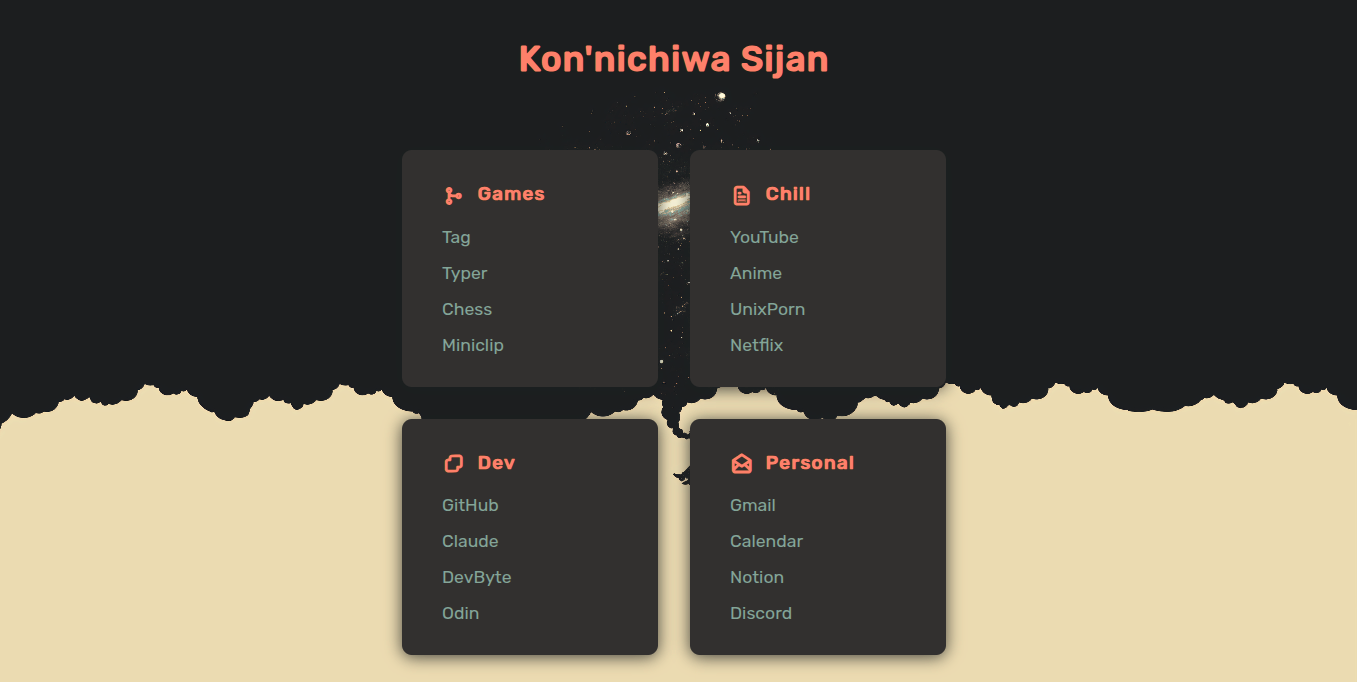 Kon'nichiwa Sijan
Games
Tag
Typer
Chess
Miniclip
Chill
YouTube
Anime
UnixPorn
Netflix
Dev
GitHub
Claude
DevByte
Odin
Personal
Gmail
Calendar
Notion
Discord